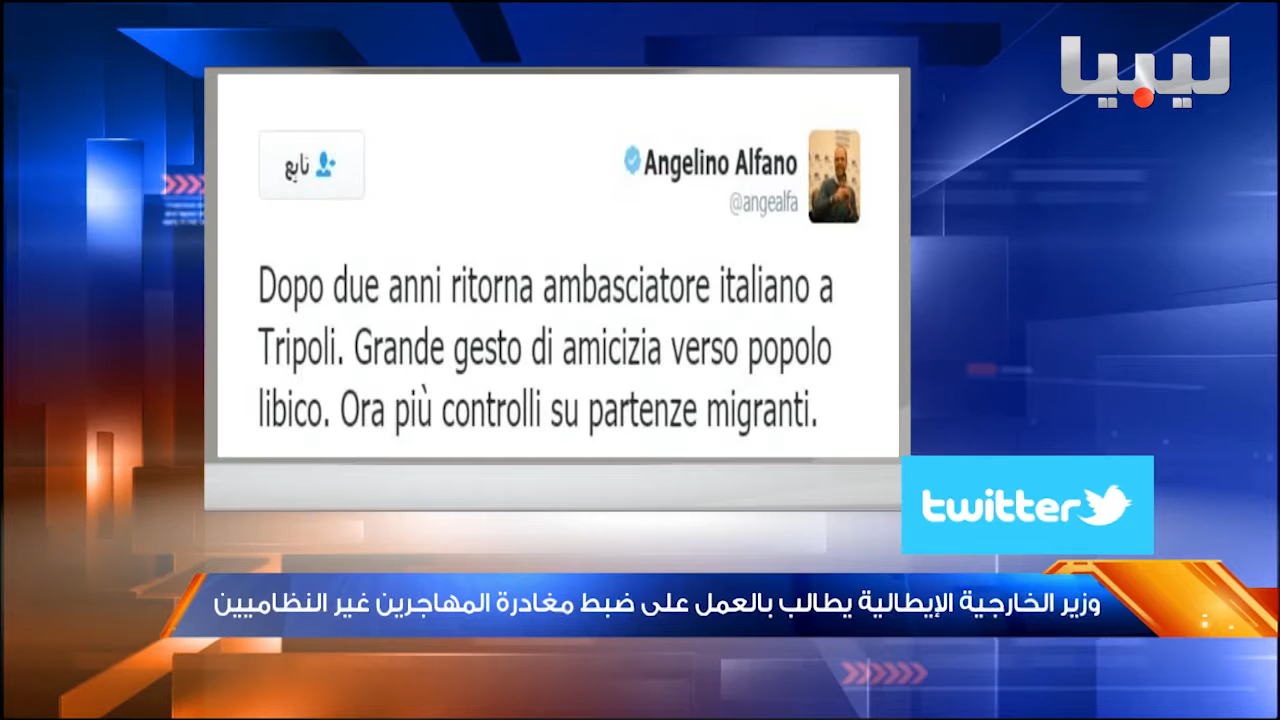 ليبيا
تابع
Angelino Alfano
@angealfa
Dopo due anni ritorna ambasciatore italiano a
Tripoli. Grande gesto di amicizia verso popolo
libico. Ora più controlli su partenze migranti.
twitter
وزير الخارجية الإيطالية يطالب بالعمل على ضبط مغادرة المهاجرين غير النظاميين